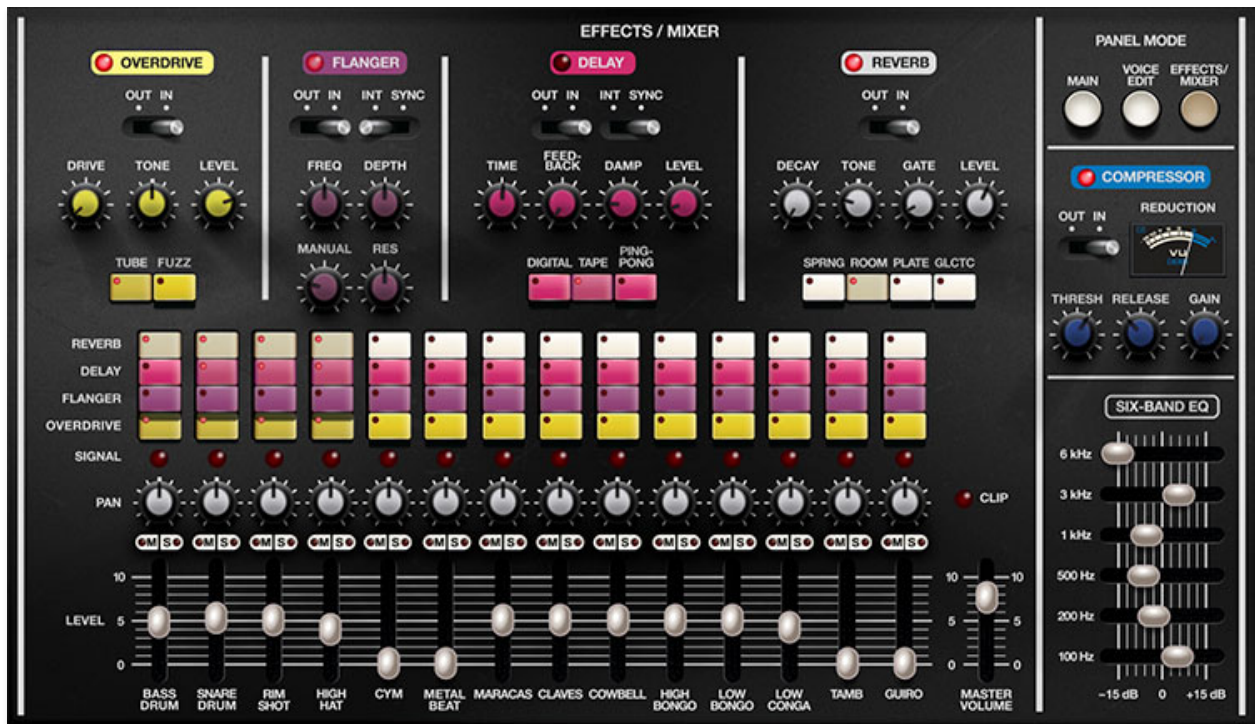 EFFECTS / MIXER
OVERDRIVE
FLANGER
DELAY
REVERB
OUT IN
OUT IN INT SYNC
OUT IN INT SYNC
OUT IN
DRIVE TONE LEVEL
FREQ DEPTH
TIME FEED-
BACK DAMP LEVEL
DECAY TONE GATE LEVEL
MANUAL RES
TUBE FUZZ
DIGITAL TAPE PING-
PONG
SPRNG ROOM PLATE GLCTC
REVERB
DELAY
FLANGER
OVERDRIVE
SIGNAL
PAN
CLIP
M S M S M S M S M S M S M S M S M S M S M S M S M S M S
10 10 10
LEVEL 5 5 5
0 0 0
BASS
DRUM
SNARE
DRUM
RIM
SHOT
HIGH
HAT
CYM
METAL
BEAT
MARACAS
CLAVES
COWBELL
HIGH
BONGO
LOW
BONGO
LOW
CONGA
TAMB
GUIRO
MASTER
VOLUME
PANEL MODE
MAIN
VOICE
EDIT
EFFECTS/
MIXER
COMPRESSOR
OUT IN
REDUCTION
VU
THRESH RELEASE GAIN
SIX-BAND EQ
6 kHz
3 kHz
1 kHz
500 Hz
200 Hz
100 Hz
−15 dB 0 +15 dB